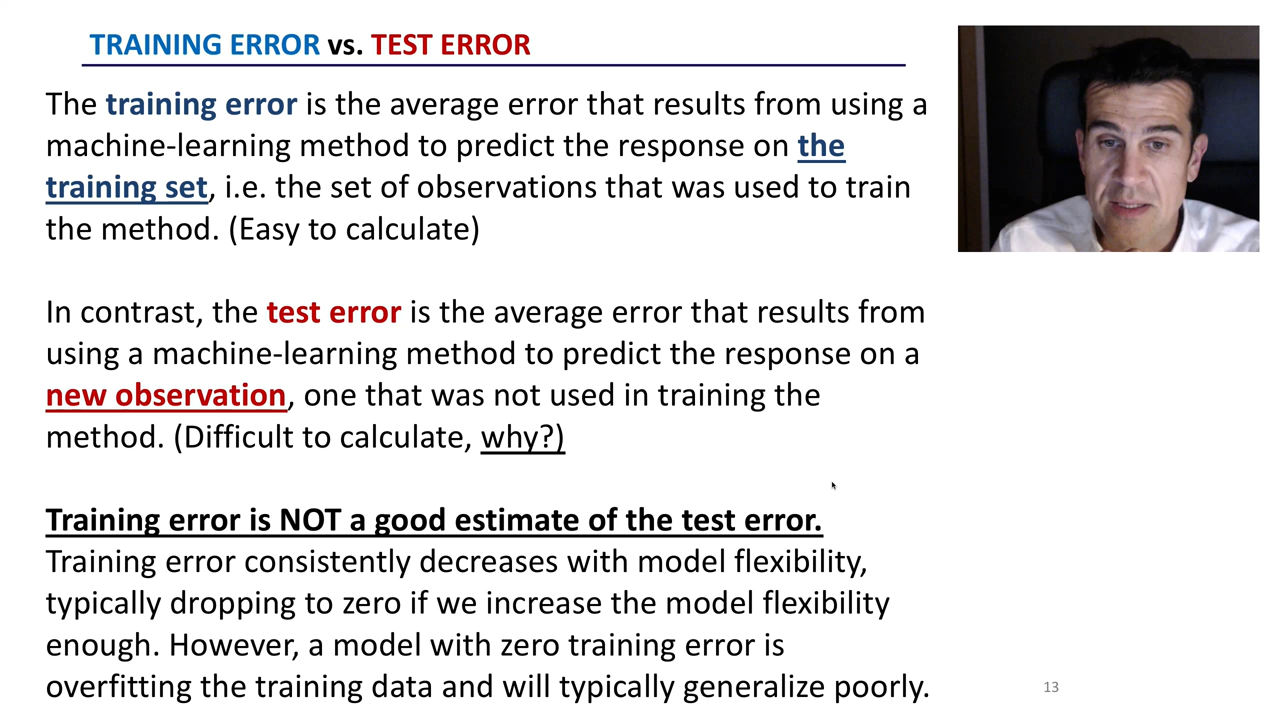 TRAINING ERROR vs. TEST ERROR
The training error is the average error that results from using a
machine-learning method to predict the response on the
training set, i.e. the set of observations that was used to train
the method. (Easy to calculate)
In contrast, the test error is the average error that results from
using a machine-learning method to predict the response on a
new observation, one that was not used in training the
method. (Difficult to calculate, why?)
Training error is NOT a good estimate of the test error.
Training error consistently decreases with model flexibility,
typically dropping to zero if we increase the model flexibility
enough. However, a model with zero training error is
overfitting the training data and will typically generalize poorly.
13